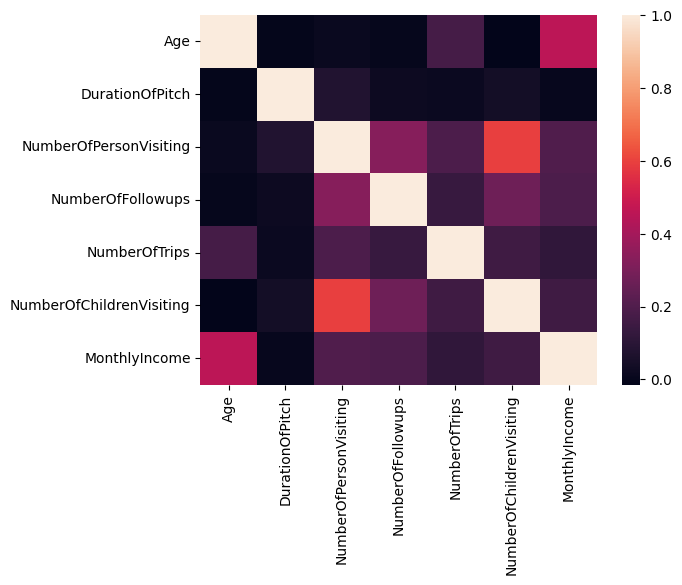 Age
DurationOfPitch
NumberOfPersonVisiting
NumberOfFollowups
NumberOfTrips
NumberOfChildrenVisiting
MonthlyIncome
Age
DurationOfPitch
NumberOfPersonVisiting
NumberOfFollowups
NumberOfTrips
NumberOfChildrenVisiting
MonthlyIncome
1.0
0.8
0.6
0.4
0.2
0.0